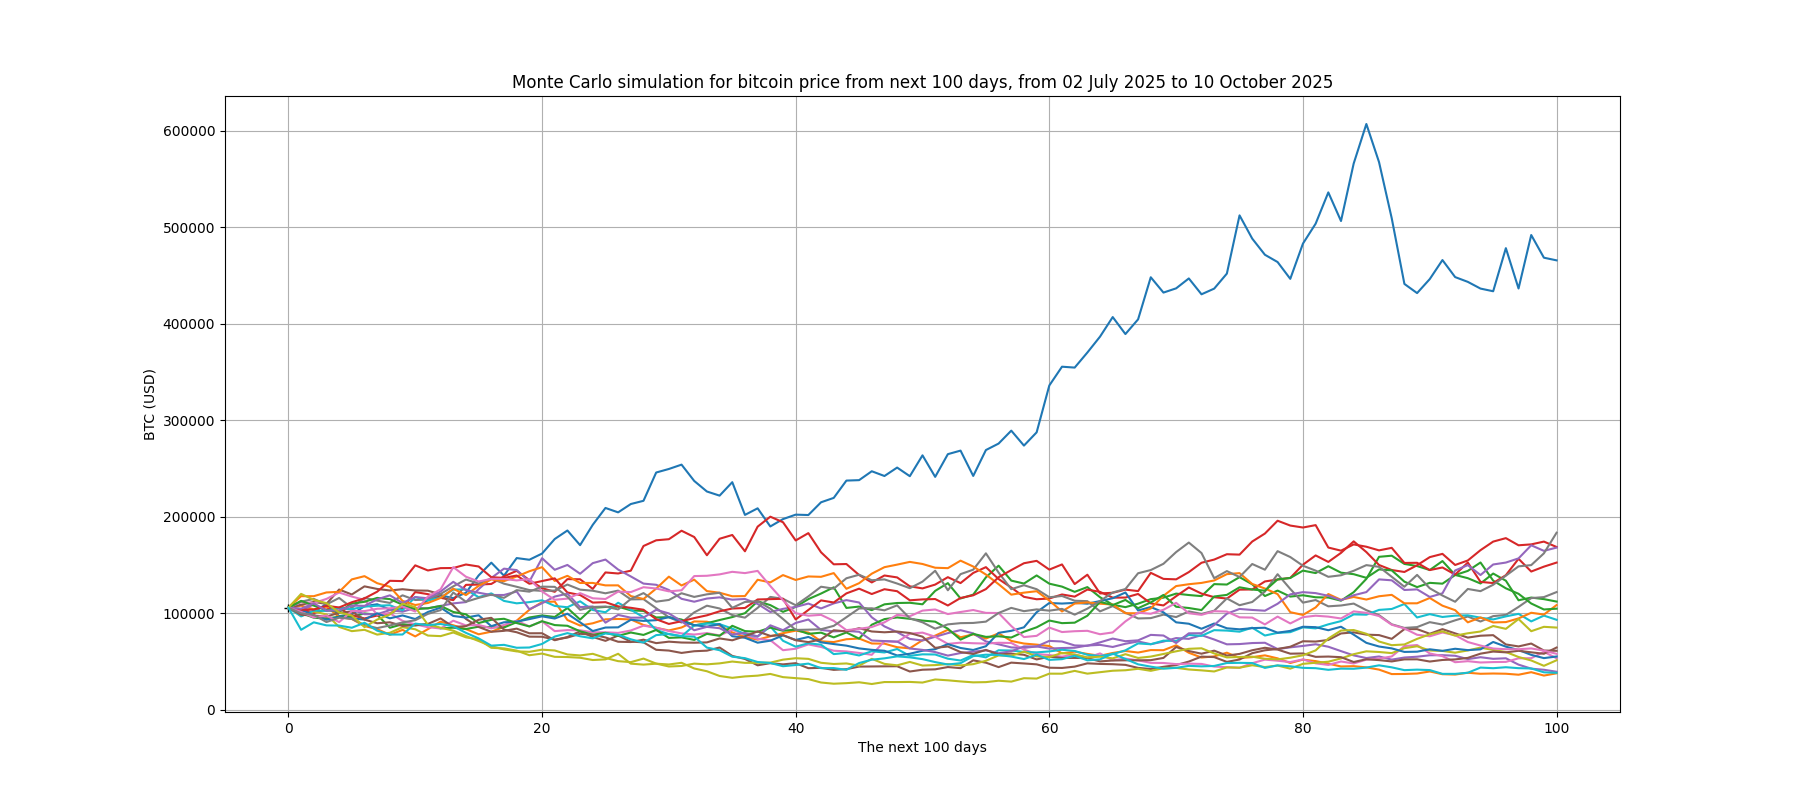 Monte Carlo simulation for bitcoin price from next 100 days, from 02 July 2025 to 10 October 2025
600000
500000
400000
300000
200000
100000
0
BTC (USD)
0 20 40 60 80 100
The next 100 days